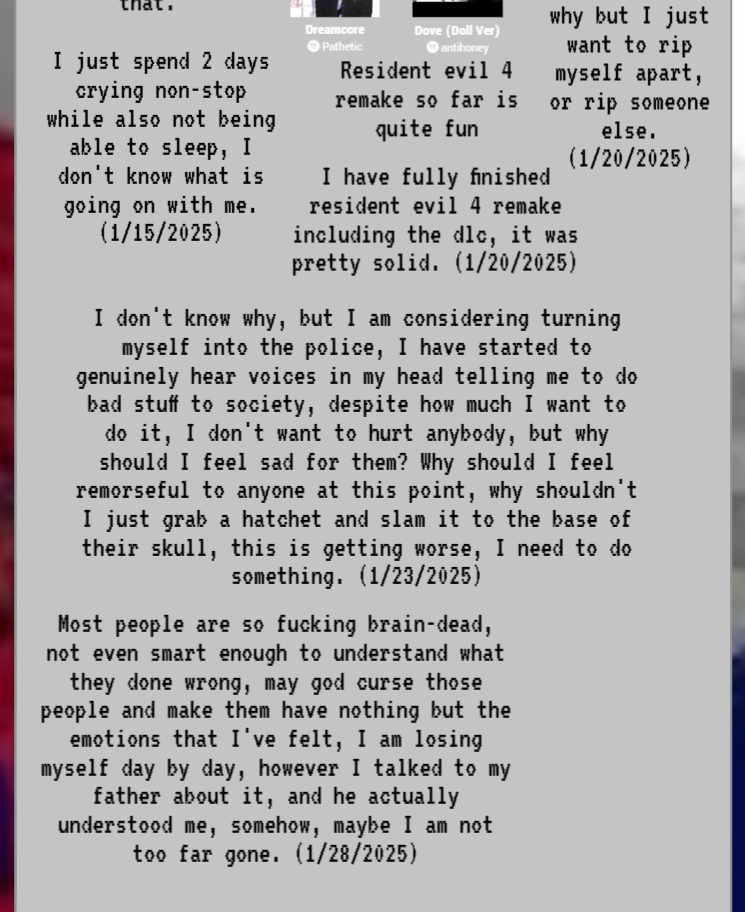 that.
I just spend 2 days
crying non-stop
while also not being
able to sleep, I
don't know what is
going on with me.
(1/15/2025)
Dreamcore
Pathetic
Dove (Doll Ver)
antihoney
Resident evil 4
remake so far is
quite fun
I have fully finished
resident evil 4 remake
including the dlc, it was
pretty solid. (1/20/2025)
why but I just
want to rip
myself apart,
or rip someone
else.
(1/20/2025)
I don't know why, but I am considering turning
myself into the police, I have started to
genuinely hear voices in my head telling me to do
bad stuff to society, despite how much I want to
do it, I don't want to hurt anybody, but why
should I feel sad for them? Why should I feel
remorseful to anyone at this point, why shouldn't
I just grab a hatchet and slam it to the base of
their skull, this is getting worse, I need to do
something. (1/23/2025)
Most people are so fucking brain-dead,
not even smart enough to understand what
they done wrong, may god curse those
people and make them have nothing but the
emotions that I've felt, I am losing
myself day by day, however I talked to my
father about it, and he actually
understood me, somehow, maybe I am not
too far gone. (1/28/2025)